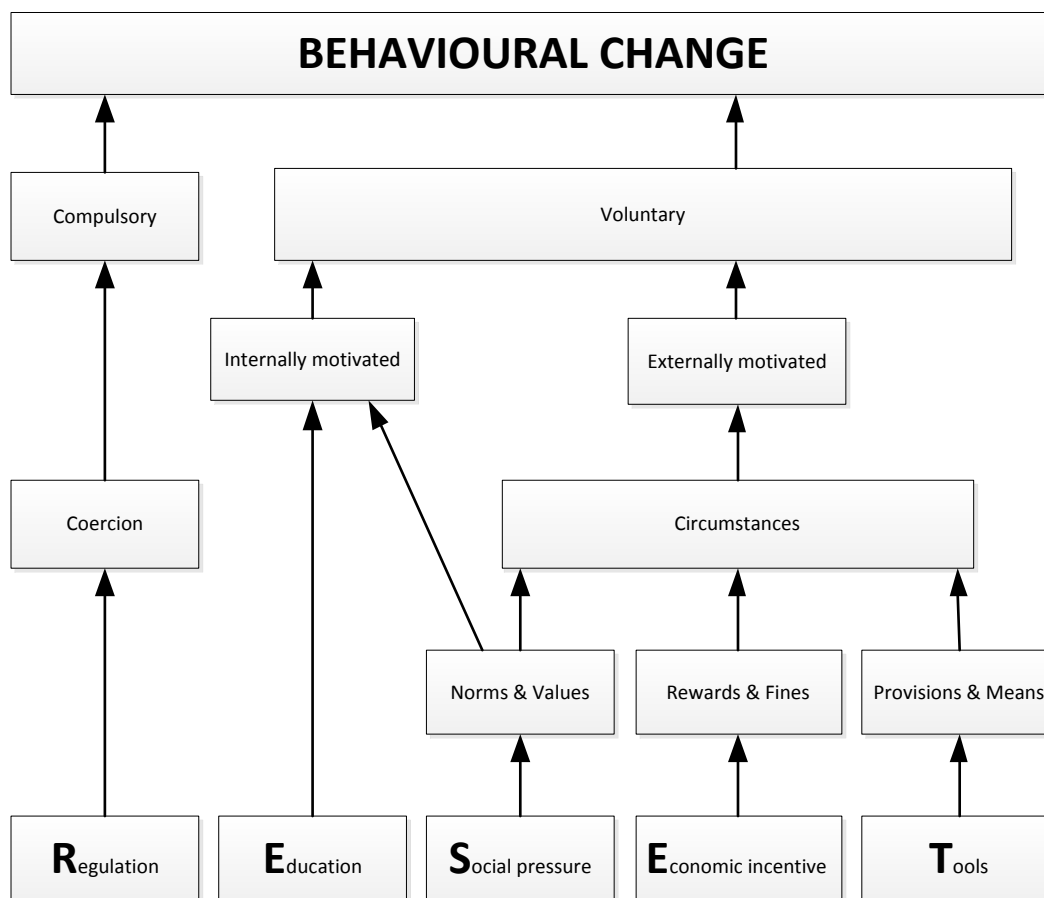 BEHAVIOURAL CHANGE
Compulsory
Voluntary
Internally motivated
Externally motivated
Coercion
Circumstances
Norms & Values
Rewards & Fines
Provisions & Means
Regulation
Education
Social pressure
Economic incentive
Tools